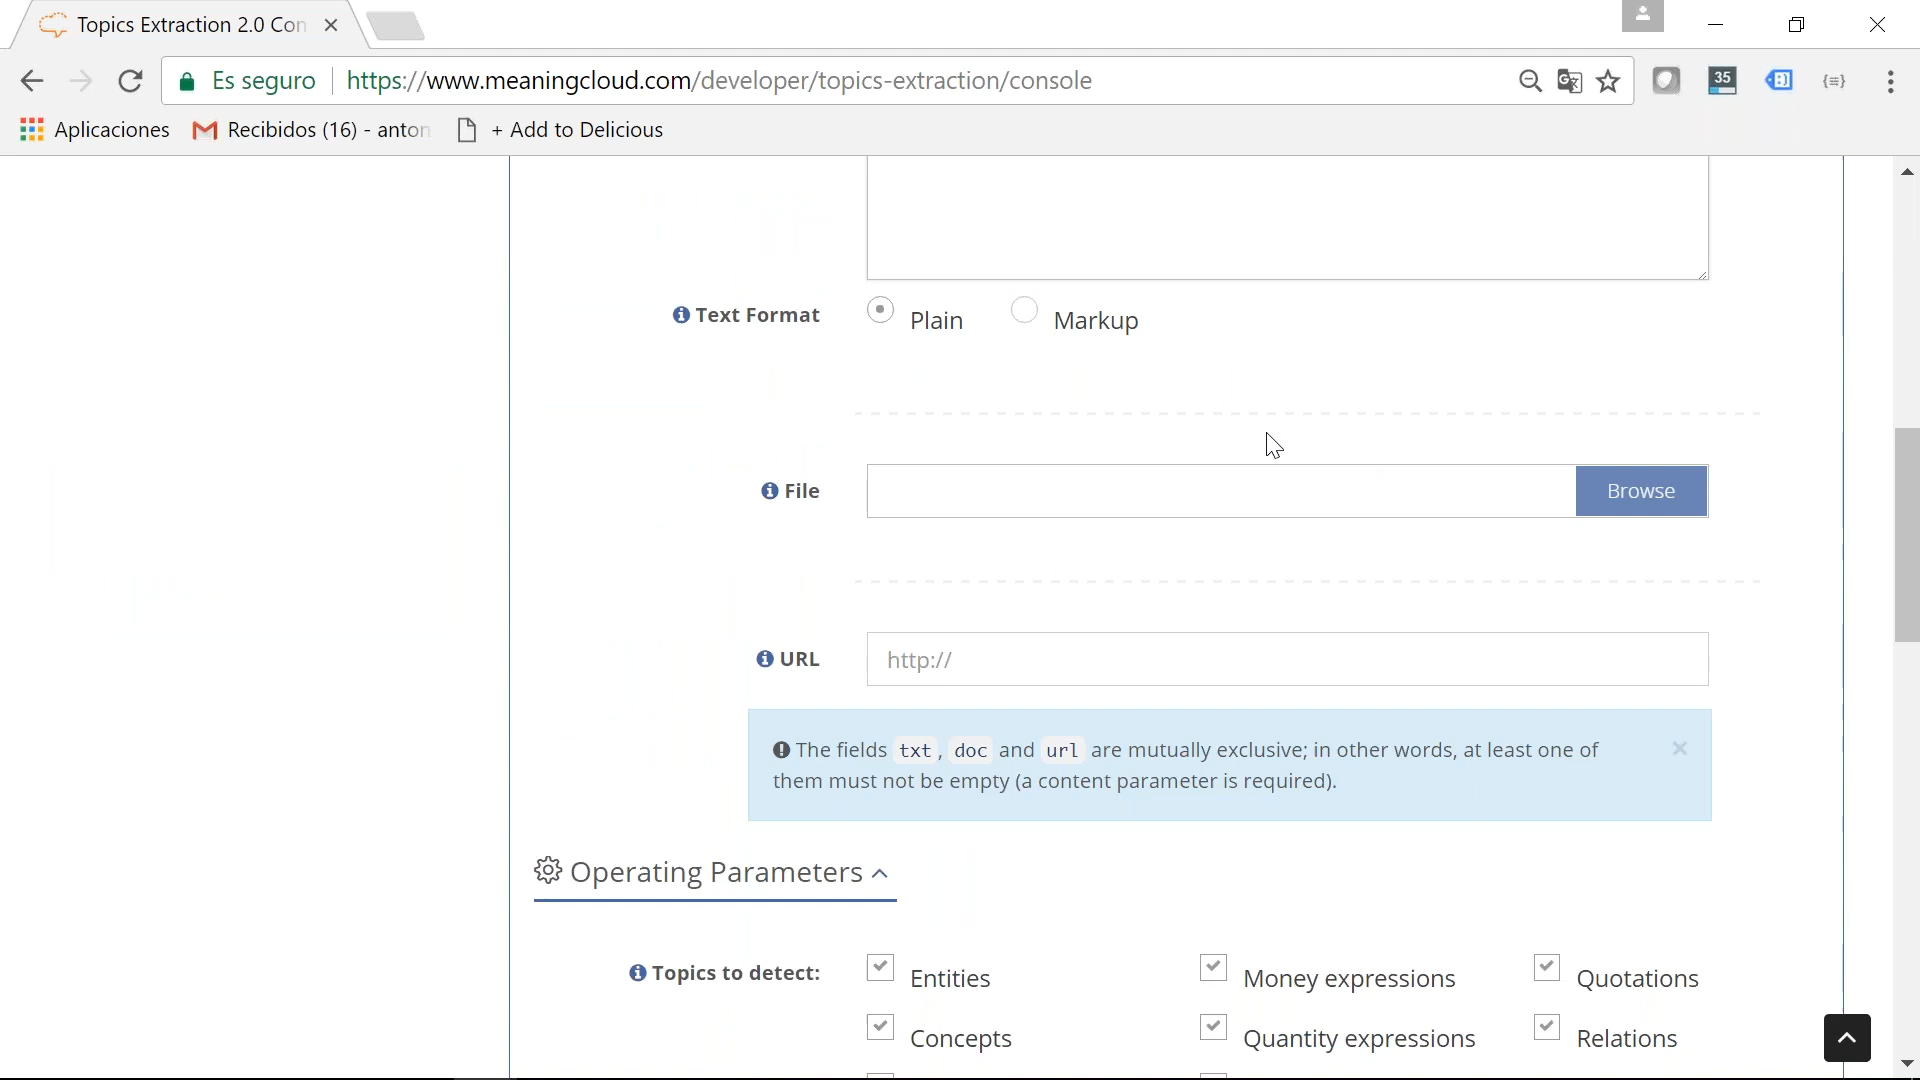 Topics Extraction 2.0 Con
Es seguro https://www.meaningcloud.com/developer/topics-extraction/console
35
Aplicaciones Recibidos (16) - anton + Add to Delicious
Text Format Plain Markup
File Browse
URL http://
The fields txt, doc and url are mutually exclusive; in other words, at least one of
them must not be empty (a content parameter is required).
Operating Parameters
Topics to detect: Entities Money expressions Quotations
Concepts Quantity expressions Relations